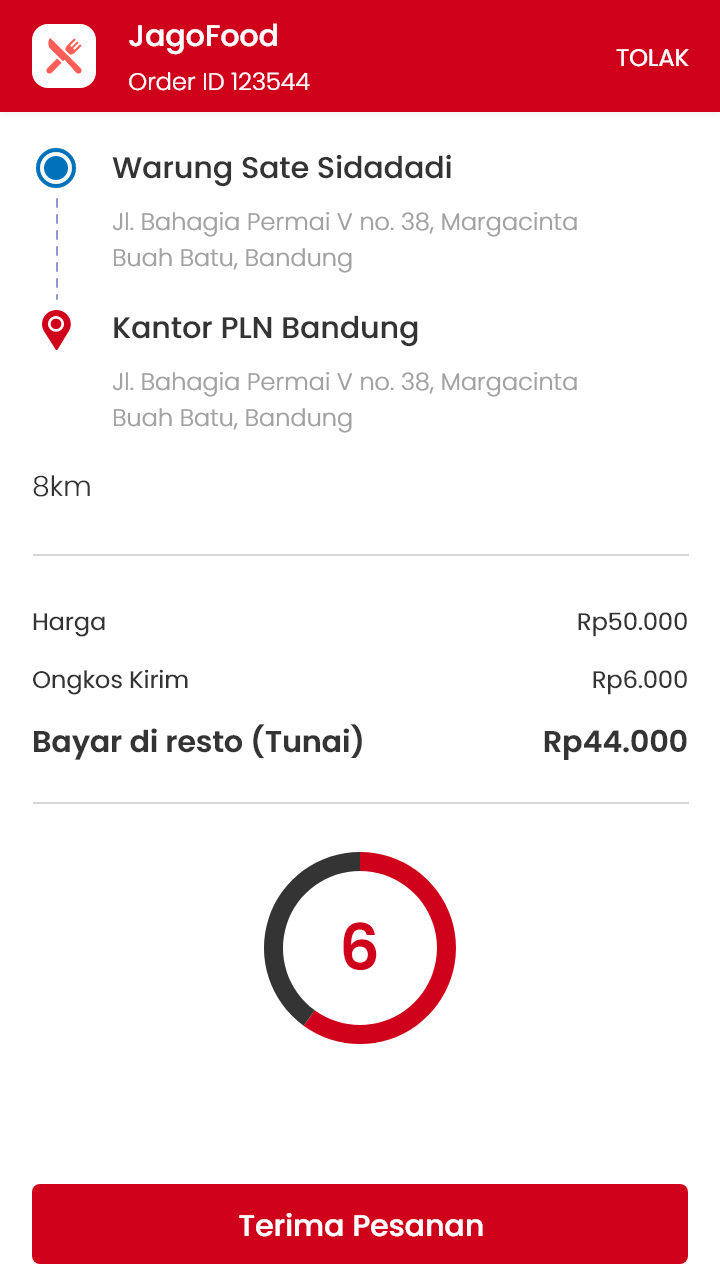 JagoFood
Order ID 123544
TOLAK
Warung Sate Sidadadi
Jl. Bahagia Permai V no. 38, Margacinta
Buah Batu, Bandung
Kantor PLN Bandung
Jl. Bahagia Permai V no. 38, Margacinta
Buah Batu, Bandung
8km
Harga Rp50.000
Ongkos Kirim Rp6.000
Bayar di resto (Tunai) Rp44.000
6
Terima Pesanan